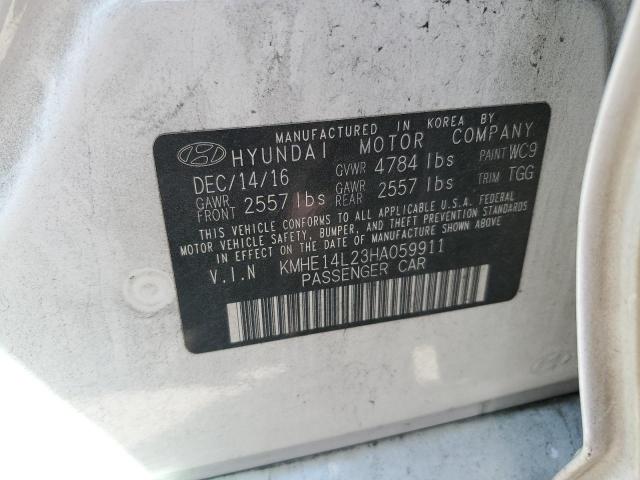 MANUFACTURED IN KOREA BY
HYUNDAI MOTOR COMPANY
DEC/14/16 GVWR 4784 lbs PAINT WC9
GAWR FRONT 2557 lbs GAWR REAR 2557 lbs TRIM TGG
THIS VEHICLE CONFORMS TO ALL APPLICABLE U.S.A. FEDERAL
MOTOR VEHICLE SAFETY, BUMPER, AND THEFT PREVENTION
STANDARDS IN EFFECT ON THE DATE OF MANUFACTURE SHOWN ABOVE.
V.I.N KMHE14L23HA059911
PASSENGER CAR